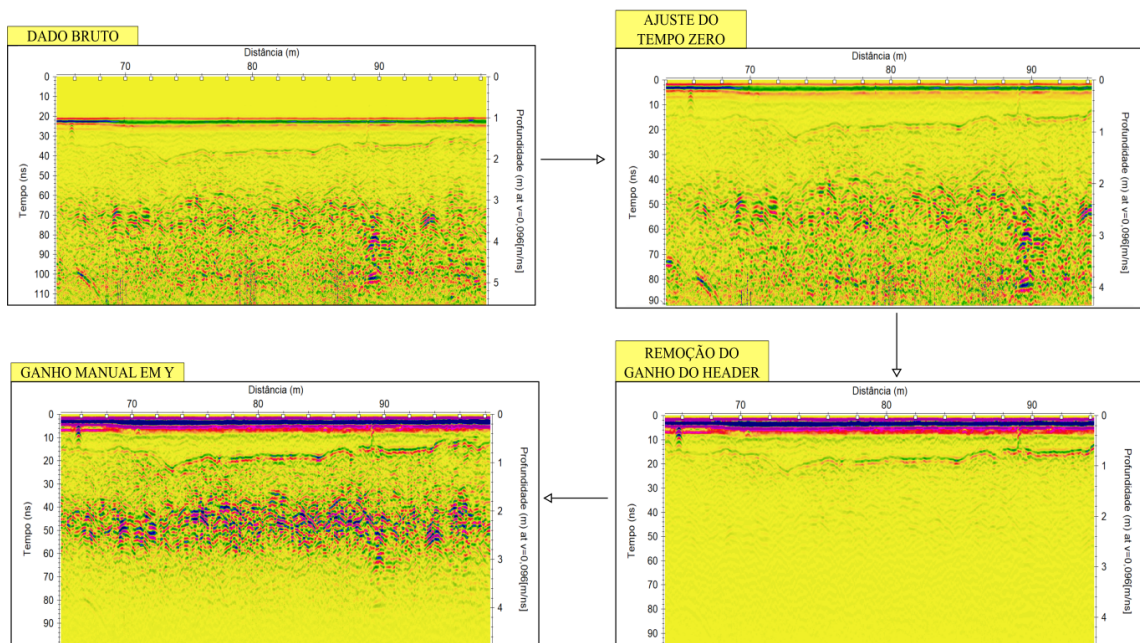 DADO BRUTO
Distância (m)
70 80 90
0
10
20
30
40
50
60
70
80
90
100
110
Tempo (ns)
0
1
2
3
4
5
Profundidade (m) at v=0,096[m/ns]
AJUSTE DO
TEMPO ZERO
Distância (m)
70 80 90
0
10
20
30
40
50
60
70
80
90
Tempo (ns)
0
1
2
3
4
Profundidade (m) at v=0,096[m/ns]
GANHO MANUAL EM Y
Distância (m)
70 80 90
0
10
20
30
40
50
60
70
80
90
Tempo (ns)
0
1
2
3
4
Profundidade (m) at v=0,096[m/ns]
REMOÇÃO DO
GANHO DO HEADER
Distância (m)
70 80 90
0
10
20
30
40
50
60
70
80
90
Tempo (ns)
0
1
2
3
4
Profundidade (m) at v=0,096[m/ns]